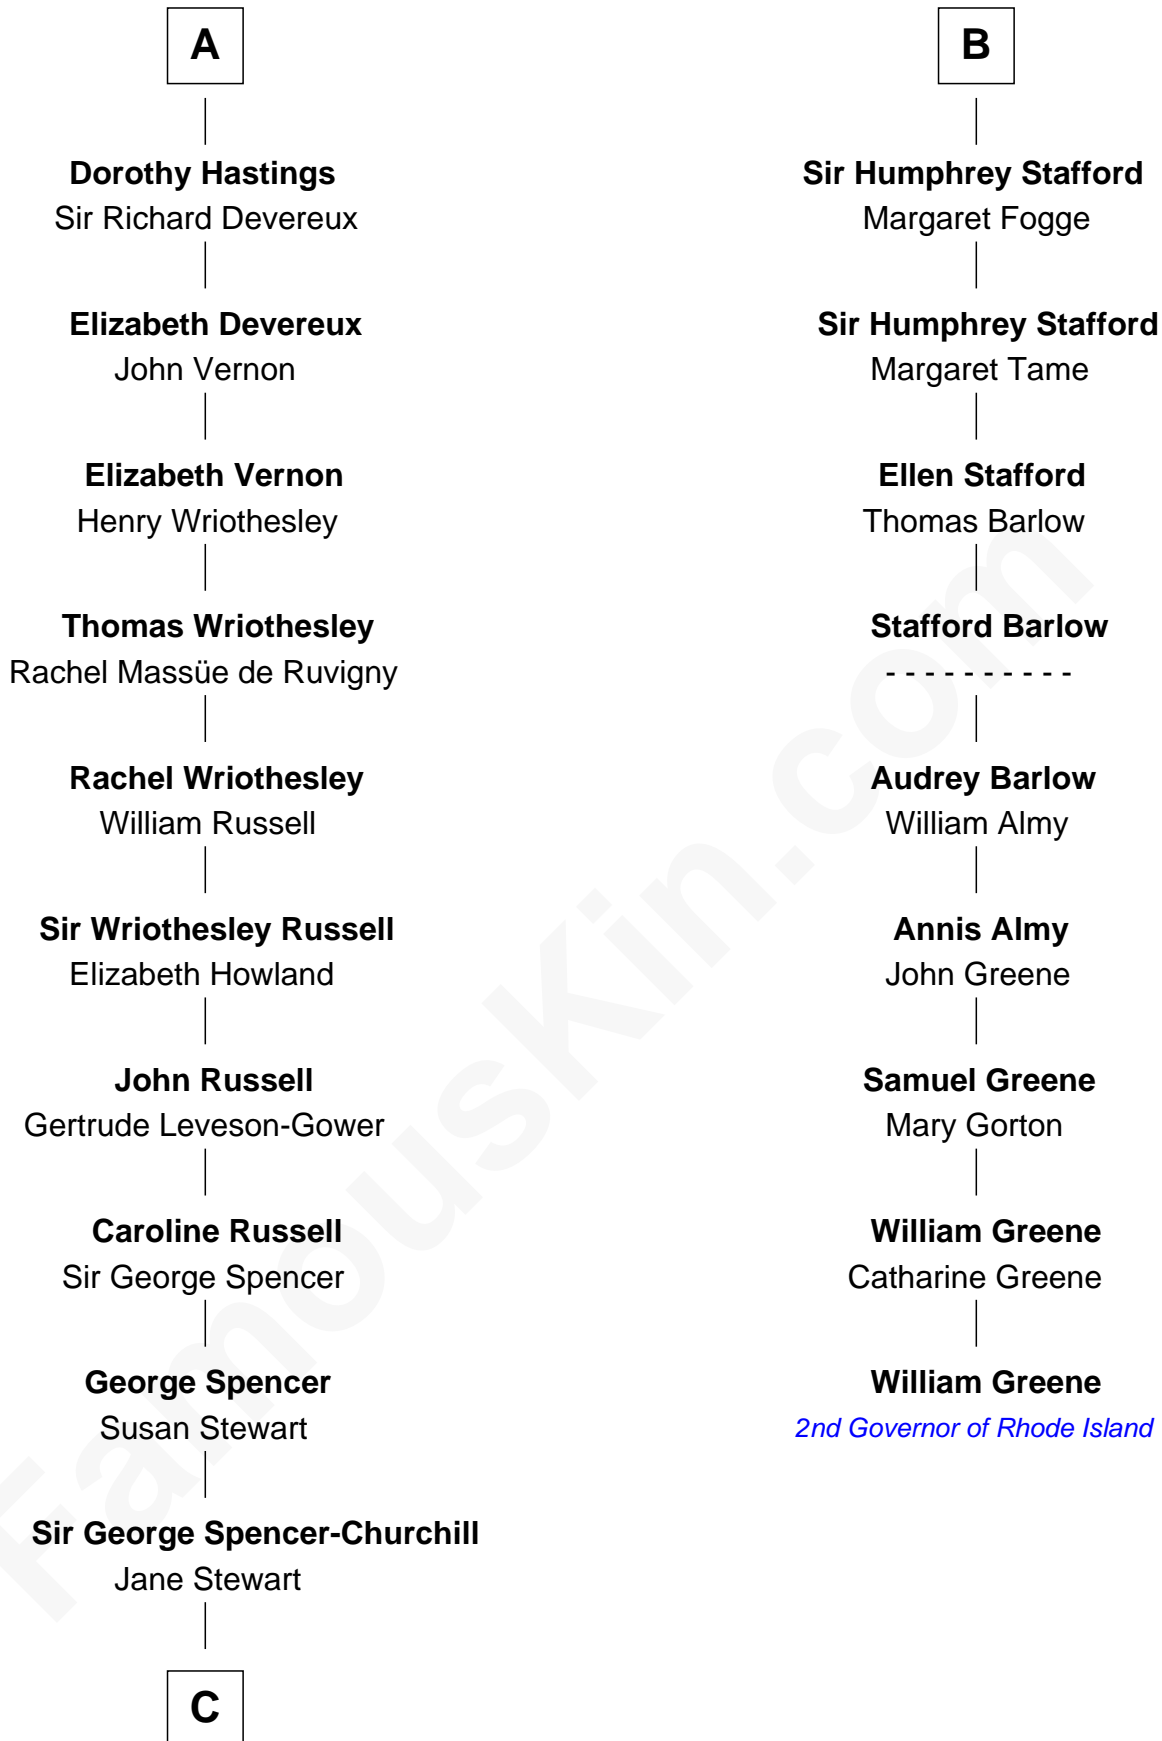 A
Dorothy Hastings
Sir Richard Devereux
Elizabeth Devereux
John Vernon
Elizabeth Vernon
Henry Wriothesley
Thomas Wriothesley
Rachel Massüe de Ruvigny
Rachel Wriothesley
William Russell
Sir Wriothesley Russell
Elizabeth Howland
John Russell
Gertrude Leveson-Gower
Caroline Russell
Sir George Spencer
George Spencer
Susan Stewart
Sir George Spencer-Churchill
Jane Stewart
C
B
Sir Humphrey Stafford
Margaret Fogge
Sir Humphrey Stafford
Margaret Tame
Ellen Stafford
Thomas Barlow
Stafford Barlow
- - - - - - - - - -
Audrey Barlow
William Almy
Annis Almy
John Greene
Samuel Greene
Mary Gorton
William Greene
Catharine Greene
William Greene
2nd Governor of Rhode Island
FamousKin.com